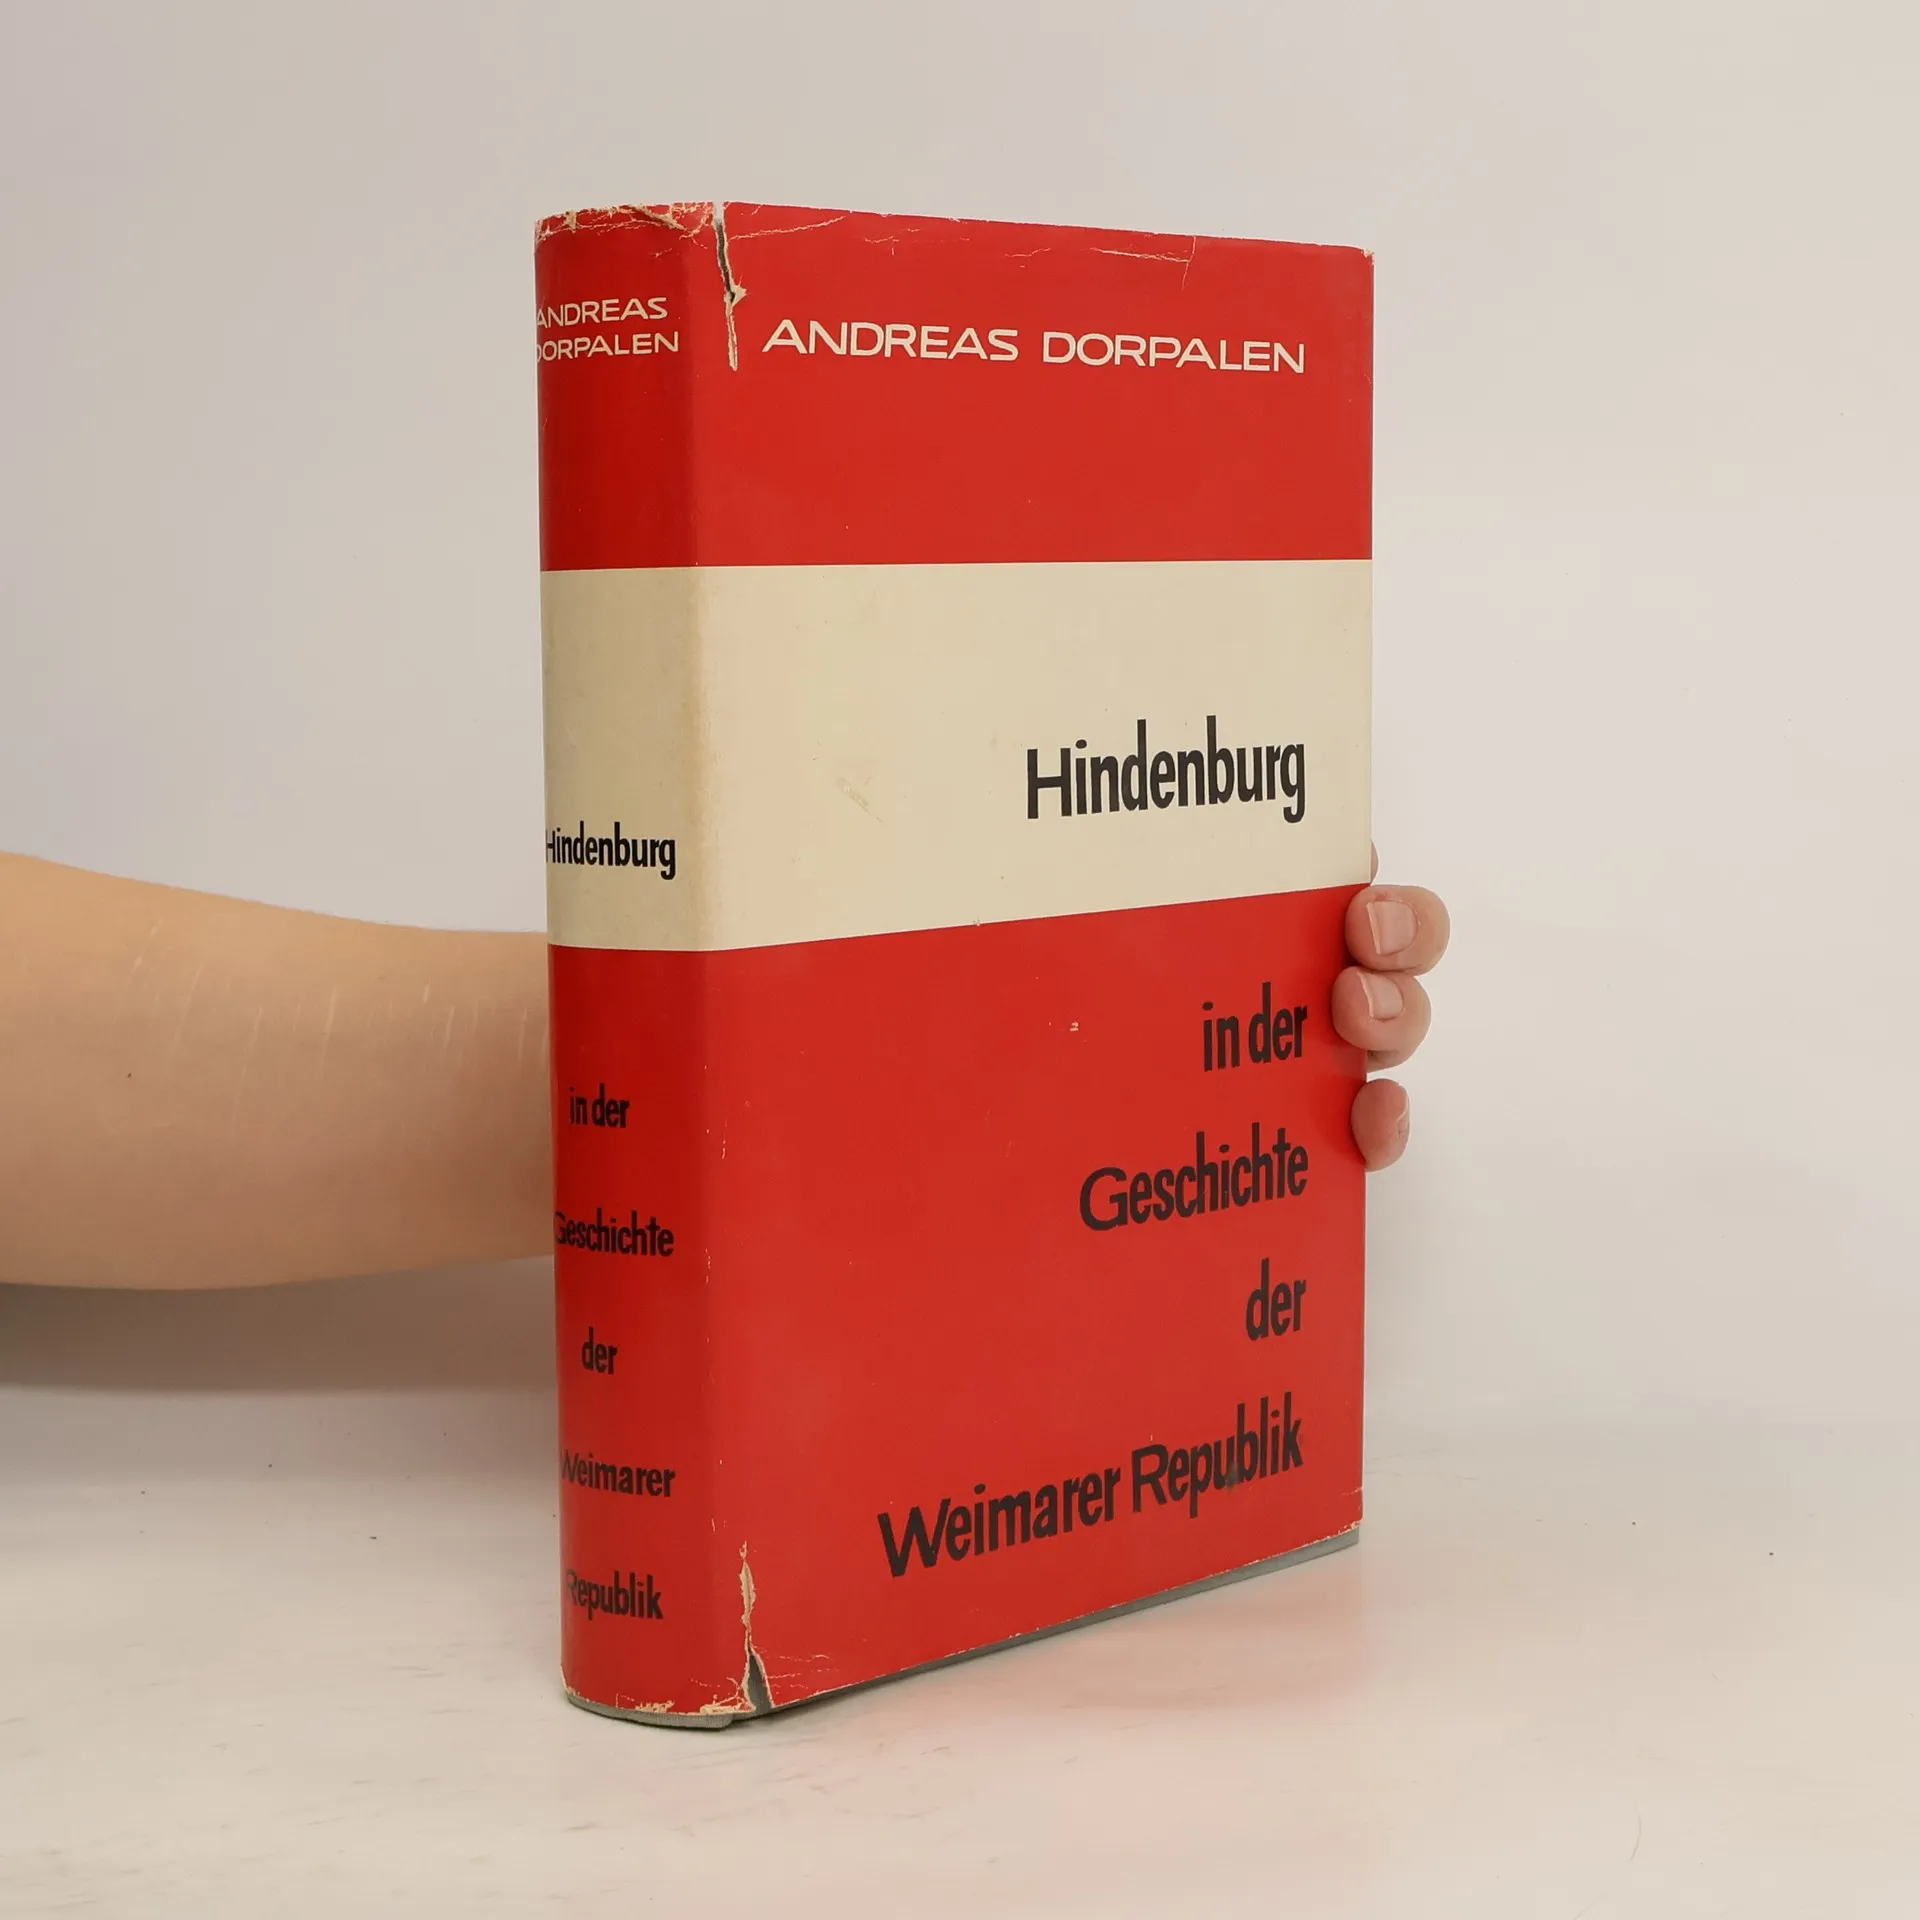 ANDREAS
DORPALEN
Hindenburg
in der
Geschichte
der
Weimarer
Republik
ANDREAS DORPALEN
Hindenburg
in der
Geschichte
der
Weimarer Republik